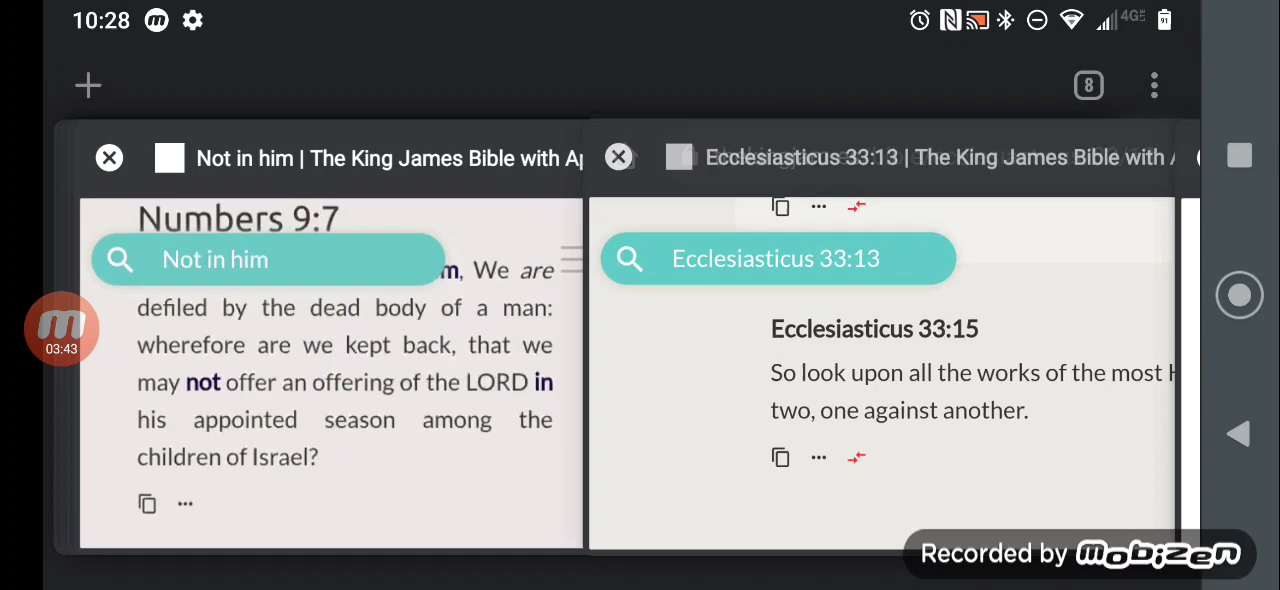 10:28
4G
91
8
Not in him | The King James Bible with Ap
Ecclesiasticus 33:13 | The King James Bible with A
Numbers 9:7
Not in him
m, We are
defiled by the dead body of a man:
wherefore are we kept back, that we
may not offer an offering of the LORD in
his appointed season among the
children of Israel?
Ecclesiasticus 33:13
Ecclesiasticus 33:15
So look upon all the works of the most H
two, one against another.
03:43
Recorded by mobizen